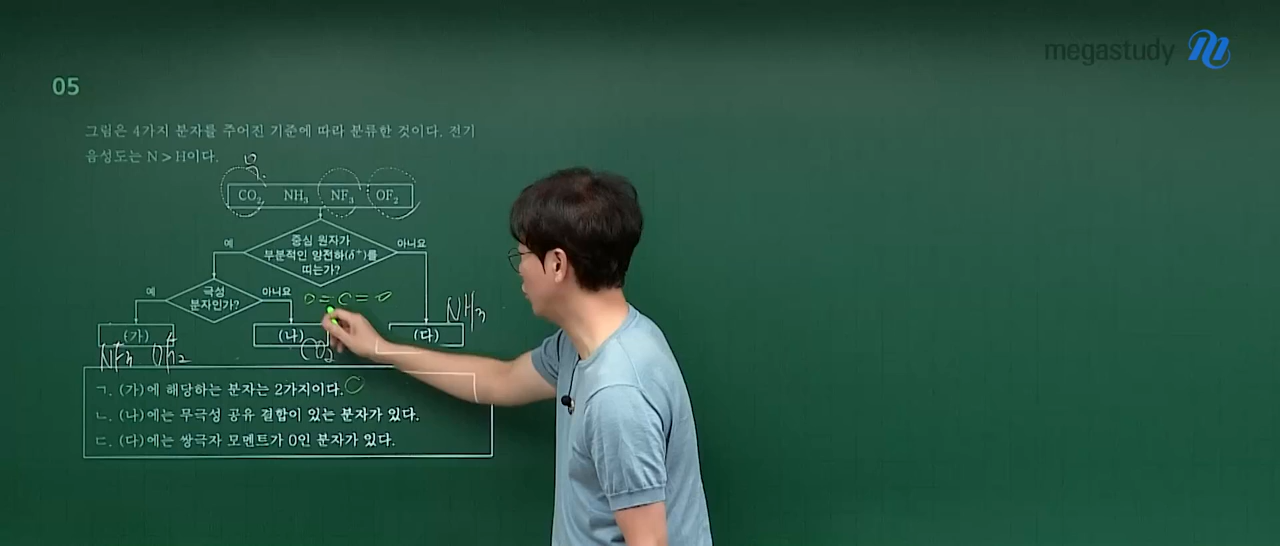 megastudy
05
그림은 4가지 분자를 주어진 기준에 따라 분류한 것이다. 전기
음성도는 N > H이다.
CO₂ NH₃ NF₃ OF₂
중심 원자가
부분적인 양전하(δ⁺)를
띠는가?
예
아니요
극성
분자인가?
예
아니요
O=C=O
NH₃
(가)
(나)
(다)
NF₃ OF₂
CO₂
ㄱ. (가)에 해당하는 분자는 2가지이다.
ㄴ. (나)에는 무극성 공유 결합이 있는 분자가 있다.
ㄷ. (다)에는 쌍극자 모멘트가 0인 분자가 있다.